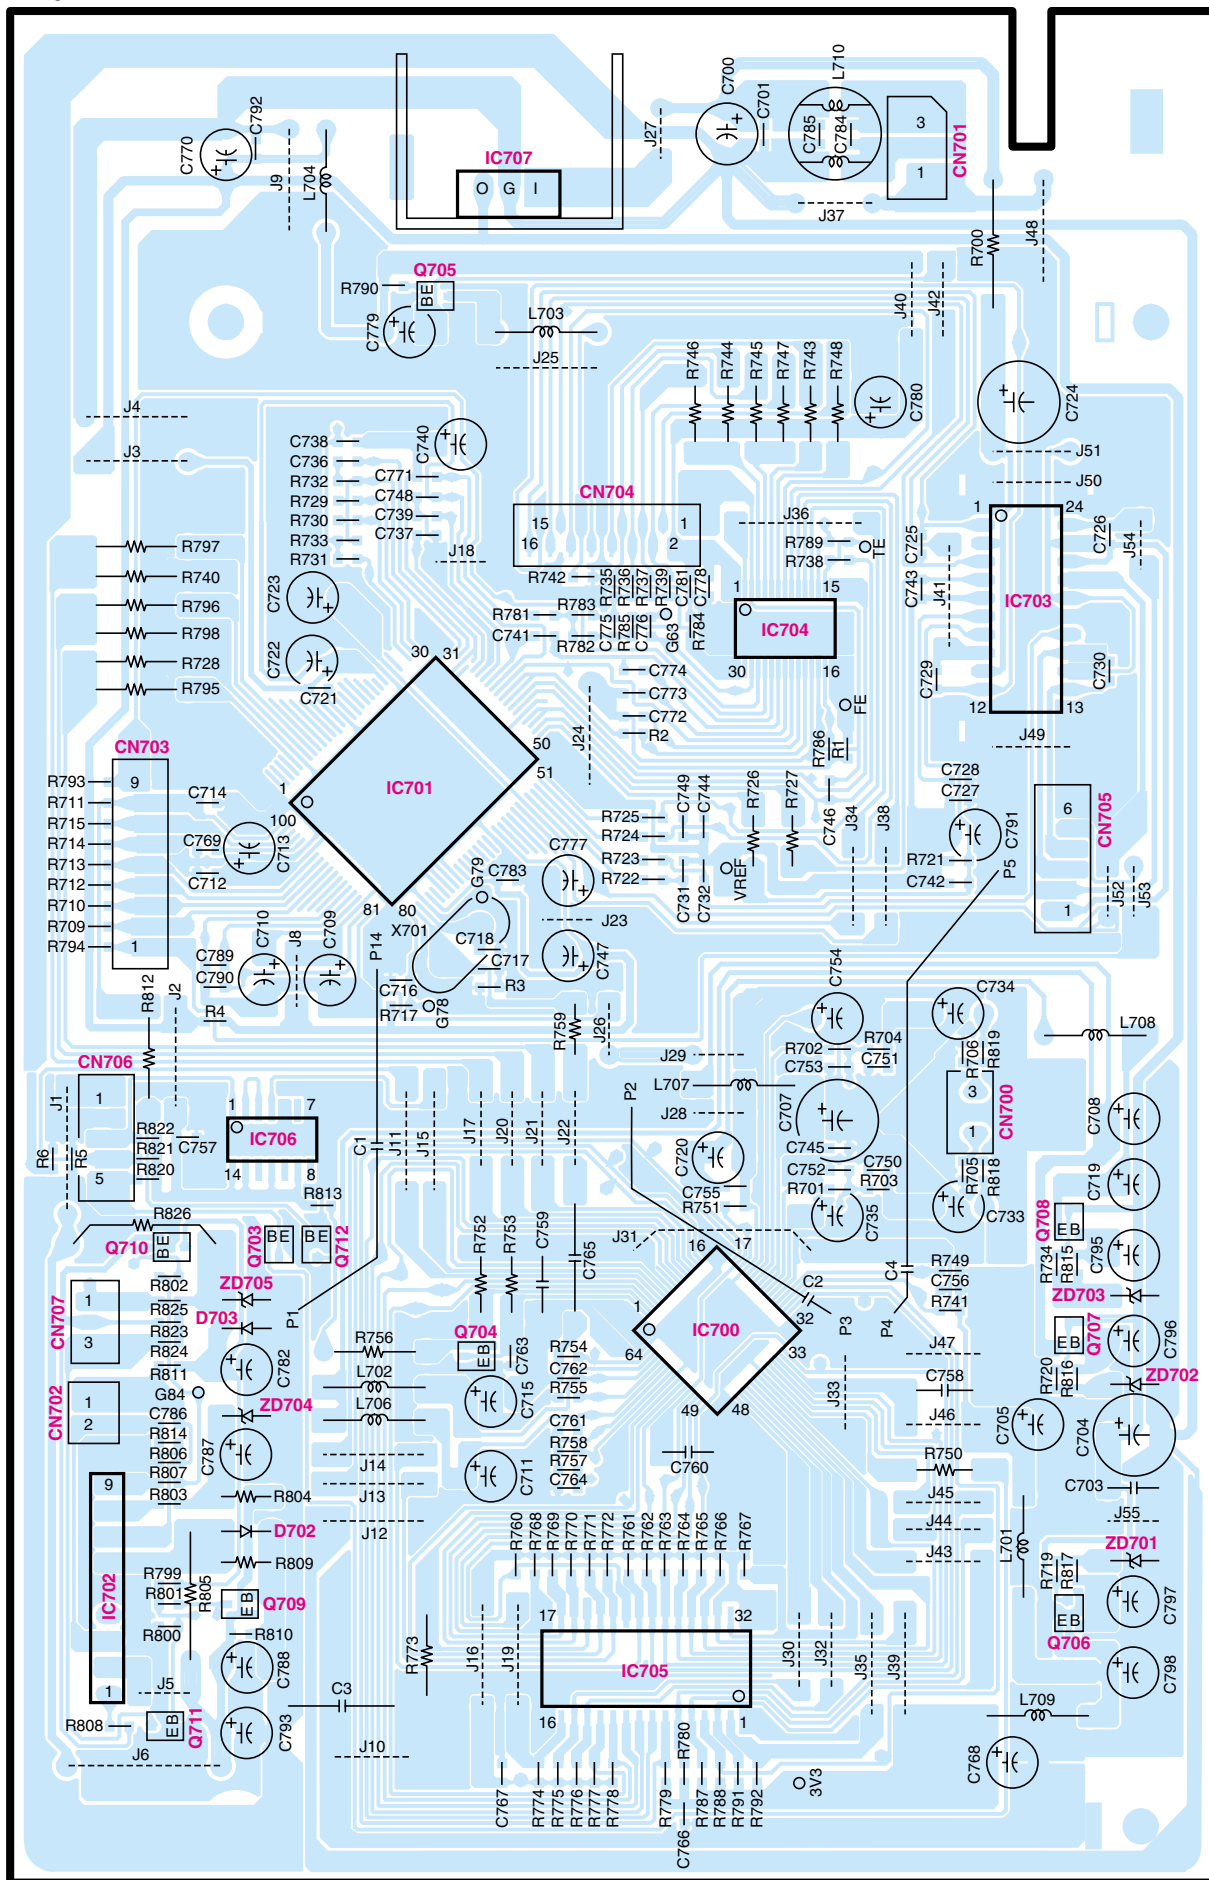 L710
C700
C701
C785
C784
3
1
CN701
C770
C792
J9
L704
IC707
O G I
J27
J37
R700
J48
R790
Q705
BE
C779
L703
J25
J40
J42
R746
R744
R745
R747
R743
R748
C780
C724
J4
J3
C738
C736
R732
R729
R730
R733
R731
C740
C771
C748
C739
C737
J18
CN704
15
16
1
2
J36
R789
R738
TE
C725
C743
J41
J51
J50
1
24
IC703
12
13
C726
J54
C729
C730
J49
R797
R740
R796
R798
R728
R795
C723
C722
C721
R742
R735
R736
R737
R739
C781
C778
R781
R783
C741
R782
C775
R785
C776
G63
R784
1
15
IC704
30
16
C774
C773
C772
R2
J24
FE
R786
R1
30
31
50
51
IC701
1
100
81
80
CN703
9
1
R793
R711
R715
R714
R713
R712
R710
R709
R794
C714
C769
C712
C713
C710
J8
C709
C789
C790
R4
R812
J2
P14
X701
G79
C783
C718
C717
R3
C716
R717
G78
C777
J23
C747
R725
R724
R723
R722
C749
C744
C731
C732
VREF
R726
R727
C746
J34
J38
C728
C727
C791
R721
C742
P5
CN705
6
1
J52
J53
R759
J26
J29
L707
J28
P2
C754
R702
C753
R704
C751
C707
C745
C752
R701
C750
R703
C735
C734
R706
R819
CN700
3
1
R705
R818
C733
L708
C708
C719
CN706
1
5
J1
R6
R5
R822
R821
R820
C757
1
7
IC706
14
8
R813
C1
J11
J15
J17
J20
J21
J22
C720
C755
R751
R826
Q710
BE
Q703
BE
Q712
BE
R752
R753
C759
C765
J31
16
17
1
32
IC700
64
33
49
48
C2
P3
P4
C4
R749
C756
R741
Q708
EB
R734
R815
C795
ZD703
Q707
EB
C796
R720
R816
ZD702
CN707
1
3
R802
R825
R823
R824
R811
ZD705
D703
P1
C782
G84
ZD704
CN702
1
2
C786
R814
R806
R807
R803
C787
R756
L702
L706
J14
J13
J12
Q704
EB
C763
C715
C711
R754
C762
R755
C761
R758
R757
C764
C760
J33
J47
C758
J46
R750
J45
J44
J43
C705
C704
C703
J55
L701
ZD701
R719
R817
C797
Q706
EB
C798
IC702
9
1
R804
D702
R809
R799
R801
R805
R800
Q709
EB
R810
C788
J5
R808
Q711
EB
C793
J6
C3
J10
R773
J16
J19
R760
R768
R769
R770
R771
R772
R761
R762
R763
R764
R765
R766
R767
17
32
IC705
16
1
J30
J32
J35
J39
L709
C768
C767
R774
R775
R776
R777
R778
R779
R780
C766
R787
R788
R791
R792
3V3